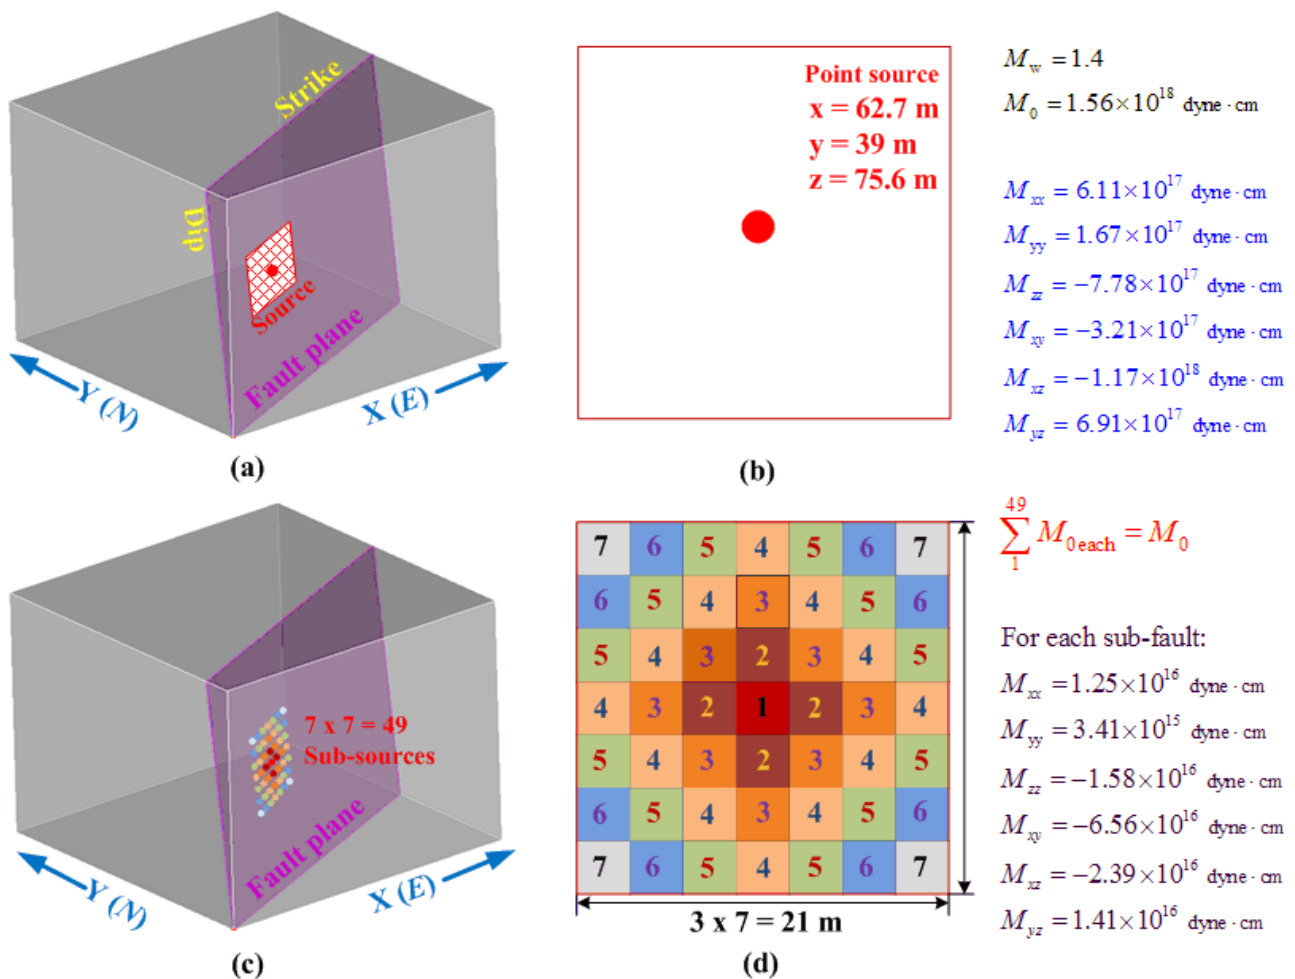 Strike
Dip
Source
Fault plane
Y (N)
X (E)
(a)
Point source
x = 62.7 m
y = 39 m
z = 75.6 m
(b)
M_w = 1.4
M_0 = 1.56×10^18 dyne·cm
M_xx = 6.11×10^17 dyne·cm
M_yy = 1.67×10^17 dyne·cm
M_zz = −7.78×10^17 dyne·cm
M_xy = −3.21×10^17 dyne·cm
M_xz = −1.17×10^18 dyne·cm
M_yz = 6.91×10^17 dyne·cm
7 x 7 = 49
Sub-sources
Fault plane
Y (N)
X (E)
(c)
7 6 5 4 5 6 7
6 5 4 3 4 5 6
5 4 3 2 3 4 5
4 3 2 1 2 3 4
5 4 3 2 3 4 5
6 5 4 3 4 5 6
7 6 5 4 5 6 7
3 x 7 = 21 m
(d)
49
∑ M_0 each = M_0
1
For each sub-fault:
M_xx = 1.25×10^16 dyne·cm
M_yy = 3.41×10^15 dyne·cm
M_zz = −1.58×10^16 dyne·cm
M_xy = −6.56×10^16 dyne·cm
M_xz = −2.39×10^16 dyne·cm
M_yz = 1.41×10^16 dyne·cm